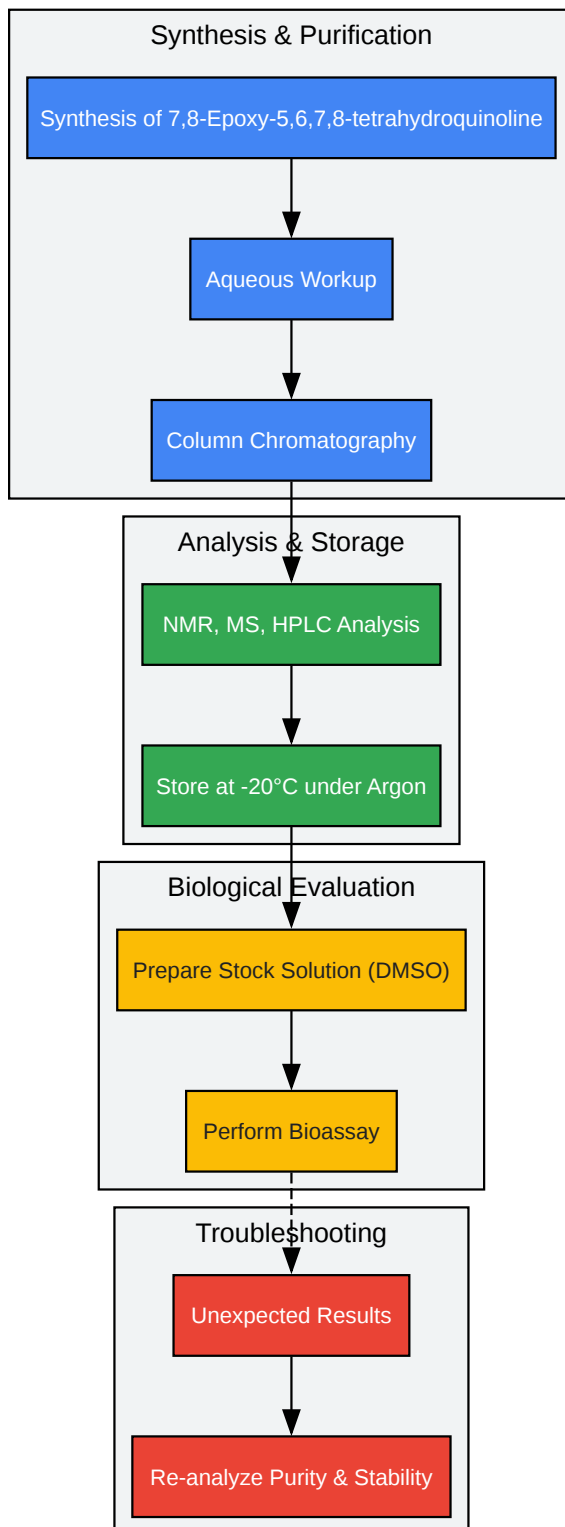 Synthesis & Purification
Synthesis of 7,8-Epoxy-5,6,7,8-tetrahydroquinoline
Aqueous Workup
Column Chromatography
Analysis & Storage
NMR, MS, HPLC Analysis
Store at -20°C under Argon
Biological Evaluation
Prepare Stock Solution (DMSO)
Perform Bioassay
Troubleshooting
Unexpected Results
Re-analyze Purity & Stability